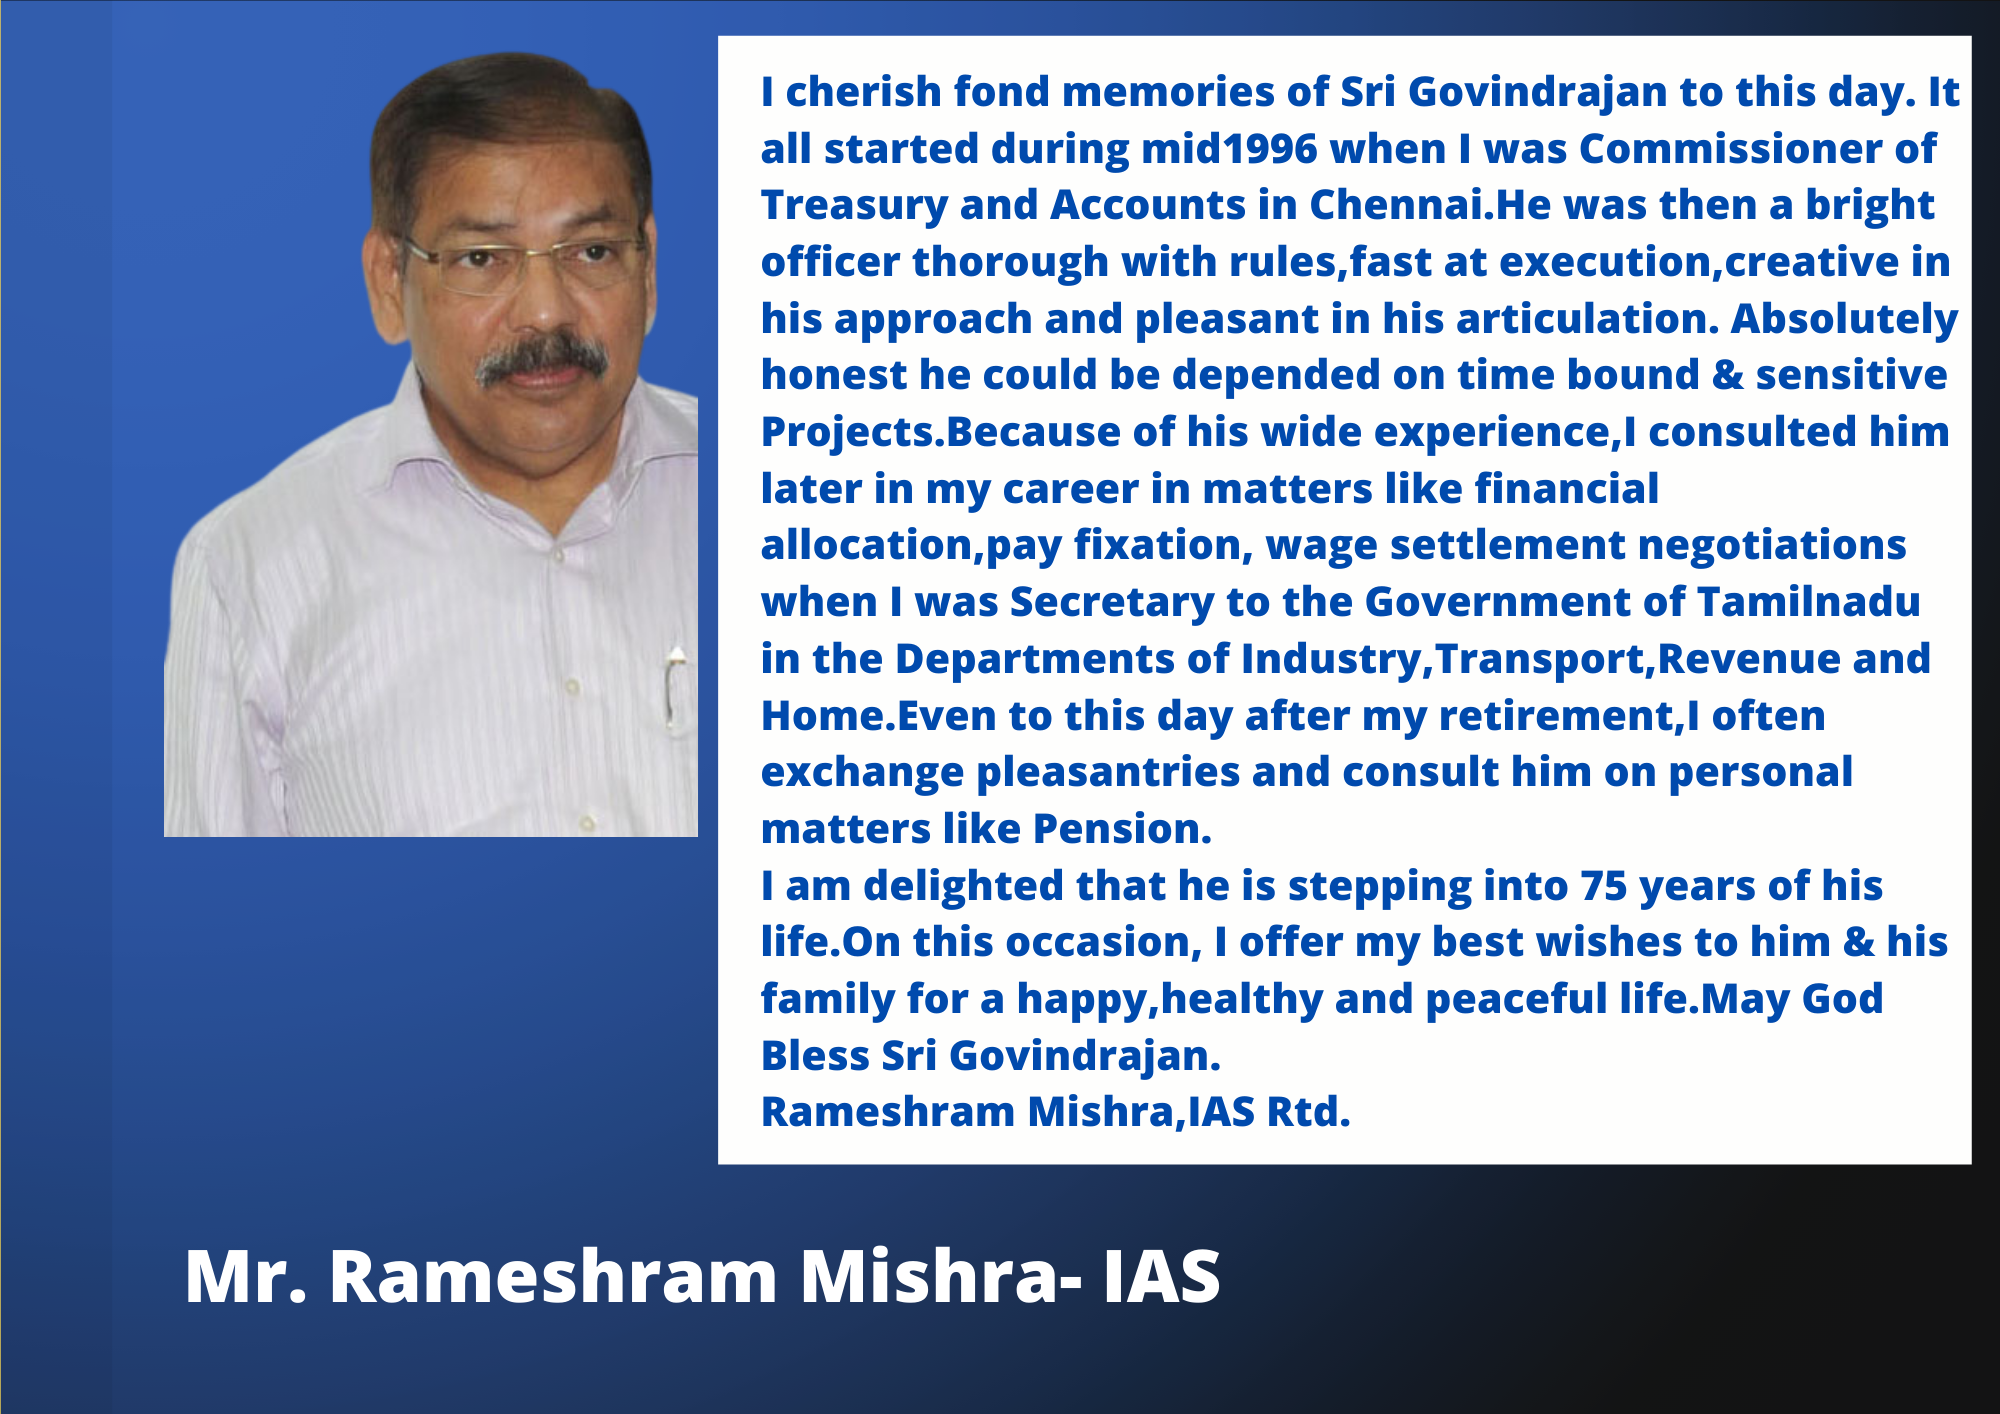 I cherish fond memories of Sri Govindrajan to this day. It
all started during mid1996 when I was Commissioner of
Treasury and Accounts in Chennai.He was then a bright
officer thorough with rules,fast at execution,creative in
his approach and pleasant in his articulation. Absolutely
honest he could be depended on time bound & sensitive
Projects.Because of his wide experience,I consulted him
later in my career in matters like financial
allocation,pay fixation, wage settlement negotiations
when I was Secretary to the Government of Tamilnadu
in the Departments of Industry,Transport,Revenue and
Home.Even to this day after my retirement,I often
exchange pleasantries and consult him on personal
matters like Pension.
I am delighted that he is stepping into 75 years of his
life.On this occasion, I offer my best wishes to him & his
family for a happy,healthy and peaceful life.May God
Bless Sri Govindrajan.
Rameshram Mishra,IAS Rtd.
Mr. Rameshram Mishra- IAS